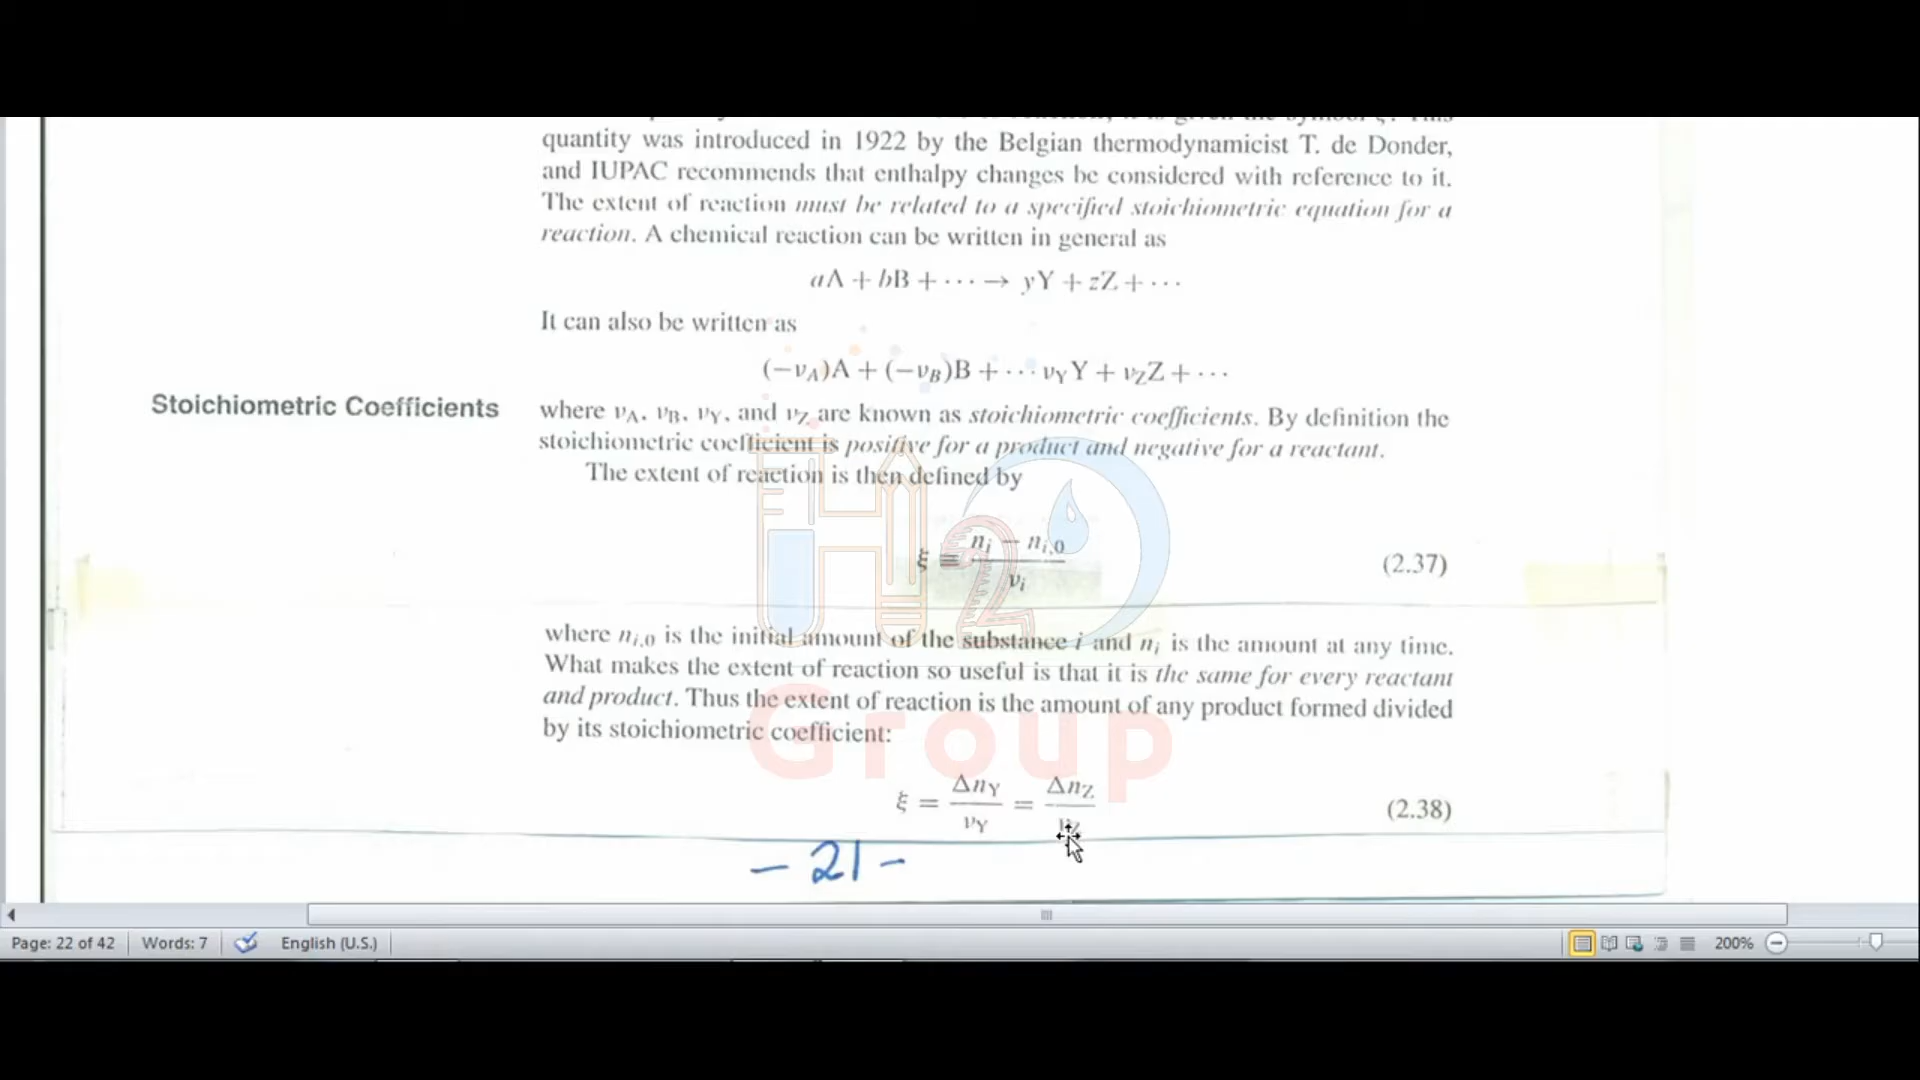 quantity was introduced in 1922 by the Belgian thermodynamicist T. de Donder,
and IUPAC recommends that enthalpy changes be considered with reference to it.
The extent of reaction must be related to a specified stoichiometric equation for a
reaction. A chemical reaction can be written in general as
aA + bB + ··· → yY + zZ + ···
It can also be written as
(−νA)A + (−νB)B + ··· νYY + νZZ + ···
Stoichiometric Coefficients
where νA, νB, νY, and νZ are known as stoichiometric coefficients. By definition the
stoichiometric coefficient is positive for a product and negative for a reactant.
The extent of reaction is then defined by
ξ ≡ (ni − ni,0) / νi (2.37)
where ni,0 is the initial amount of the substance i and ni is the amount at any time.
What makes the extent of reaction so useful is that it is the same for every reactant
and product. Thus the extent of reaction is the amount of any product formed divided
by its stoichiometric coefficient:
ξ = ΔnY / νY = ΔnZ / νZ (2.38)
– 21 –
H2O
Group
Page: 22 of 42
Words: 7
English (U.S.)
200%